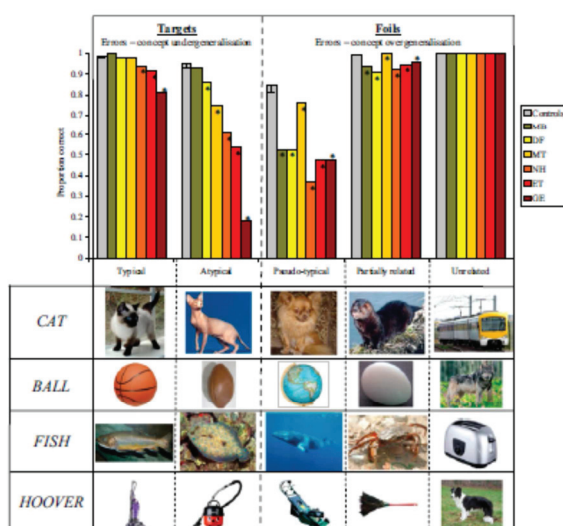 Targets Foils
Errors – concept undergeneralisation Errors – concept overgeneralisation
Proportion correct
1
0.9
0.8
0.7
0.6
0.5
0.4
0.3
0.2
0.1
0
Controls
DF
MT
NH
ET
GE
Typical Atypical Pseudo-typical Partially related Unrelated
CAT
BALL
FISH
HOOVER